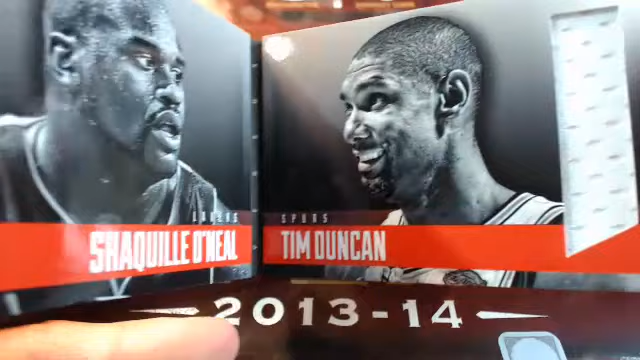 LAKERS
SHAQUILLE O'NEAL
SPURS
TIM DUNCAN
2013-14